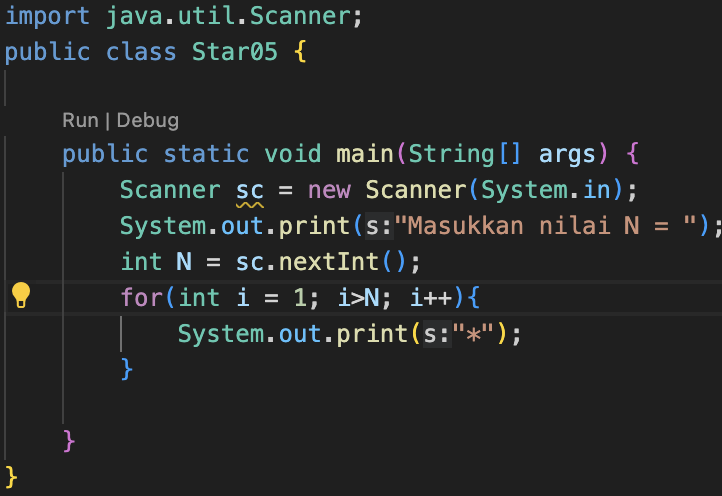 import java.util.Scanner;
public class Star05 {
Run | Debug
public static void main(String[] args) {
Scanner sc = new Scanner(System.in);
System.out.print(s:"Masukkan nilai N = ");
int N = sc.nextInt();
for(int i = 1; i>N; i++){
System.out.print(s:"*");
}
}
}